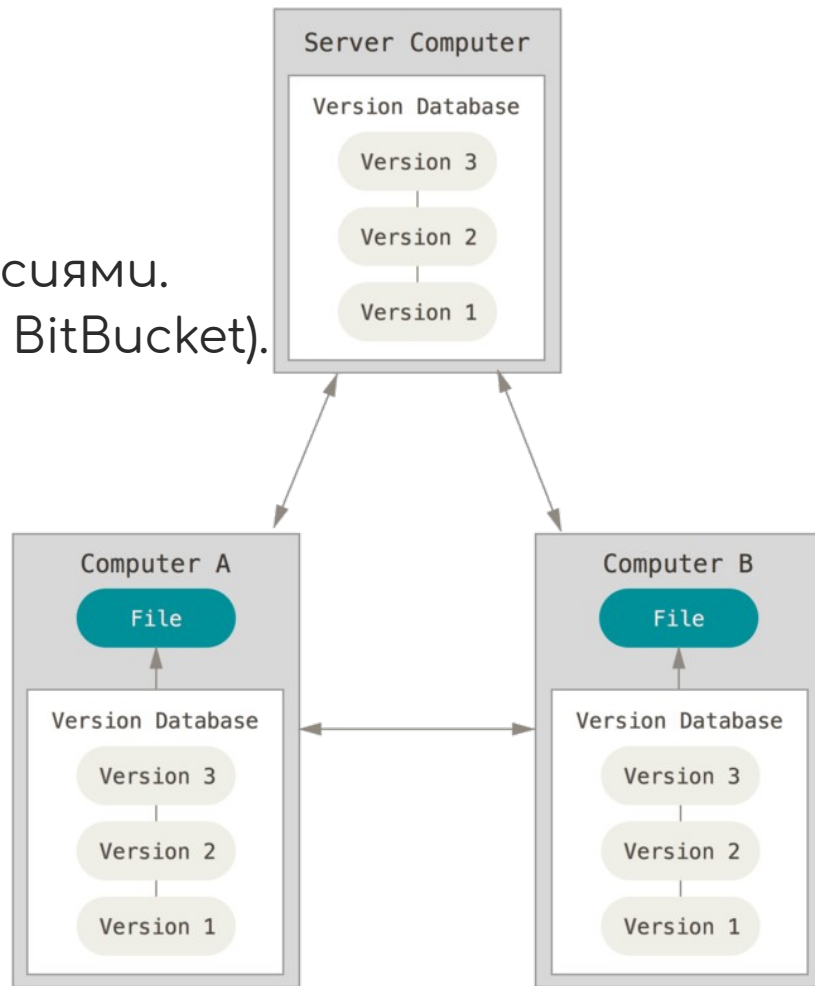 Server Computer
Version Database
Version 3
Version 2
Version 1
сиями.
BitBucket).
Computer A
File
Version Database
Version 3
Version 2
Version 1
Computer B
File
Version Database
Version 3
Version 2
Version 1